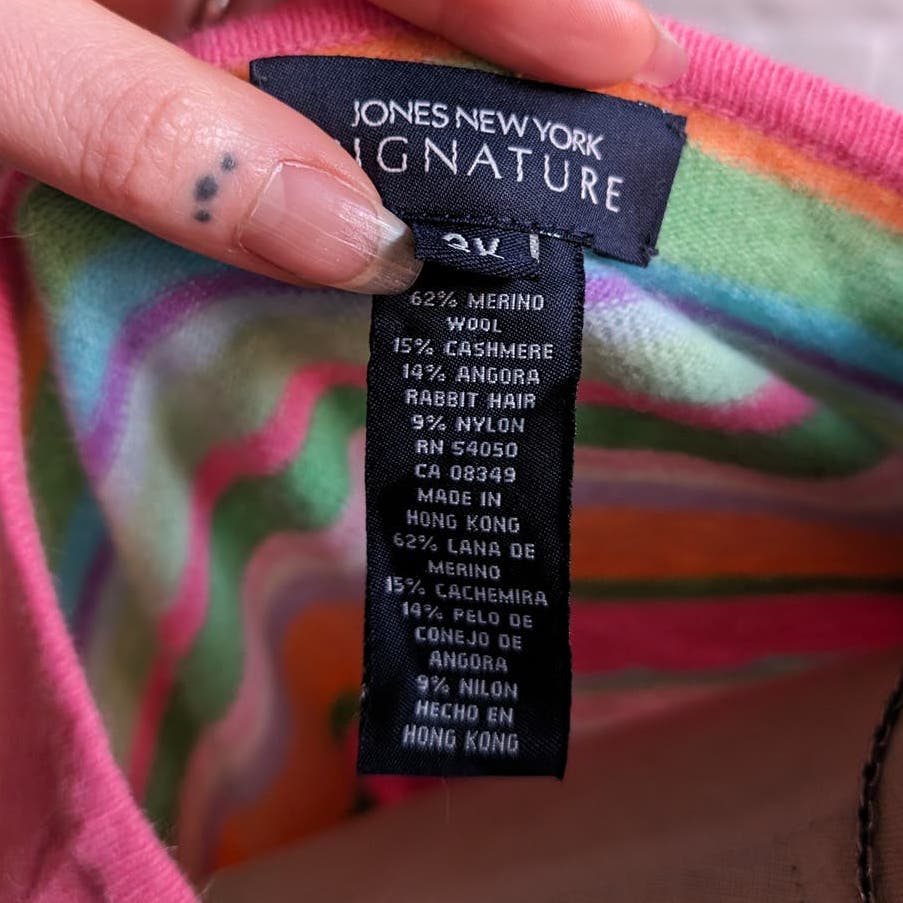 JONES NEW YORK
IGNATURE
62% MERINO
WOOL
15% CASHMERE
14% ANGORA
RABBIT HAIR
9% NYLON
RN 54050
CA 08349
MADE IN
HONG KONG
62% LANA DE
MERINO
15% CACHEMIRA
14% PELO DE
CONEJO DE
ANGORA
9% NILON
HECHO EN
HONG KONG